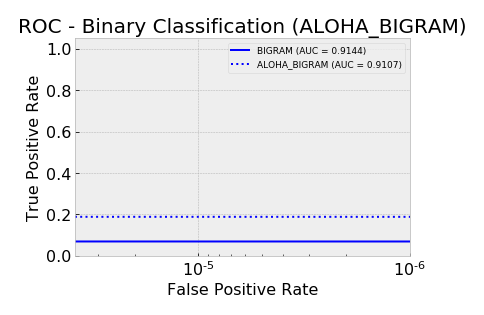 ROC - Binary Classification (ALOHA_BIGRAM)
BIGRAM (AUC = 0.9144)
ALOHA_BIGRAM (AUC = 0.9107)
True Positive Rate
1.0
0.8
0.6
0.4
0.2
0.0
10⁻⁵
10⁻⁶
False Positive Rate